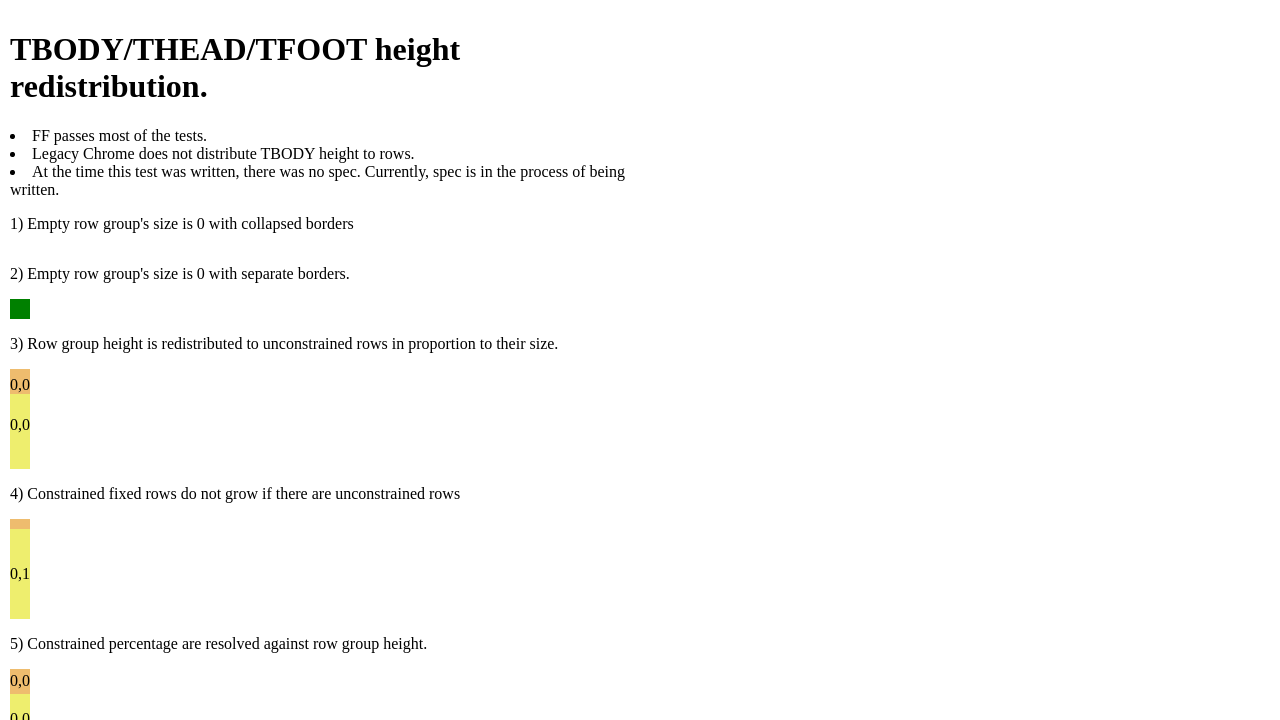 TBODY/THEAD/TFOOT height
redistribution.
FF passes most of the tests.
Legacy Chrome does not distribute TBODY height to rows.
At the time this test was written, there was no spec. Currently, spec is in the process of being
written.
1) Empty row group's size is 0 with collapsed borders
2) Empty row group's size is 0 with separate borders.
3) Row group height is redistributed to unconstrained rows in proportion to their size.
0,0
0,0
4) Constrained fixed rows do not grow if there are unconstrained rows
0,1
5) Constrained percentage are resolved against row group height.
0,0
0,0